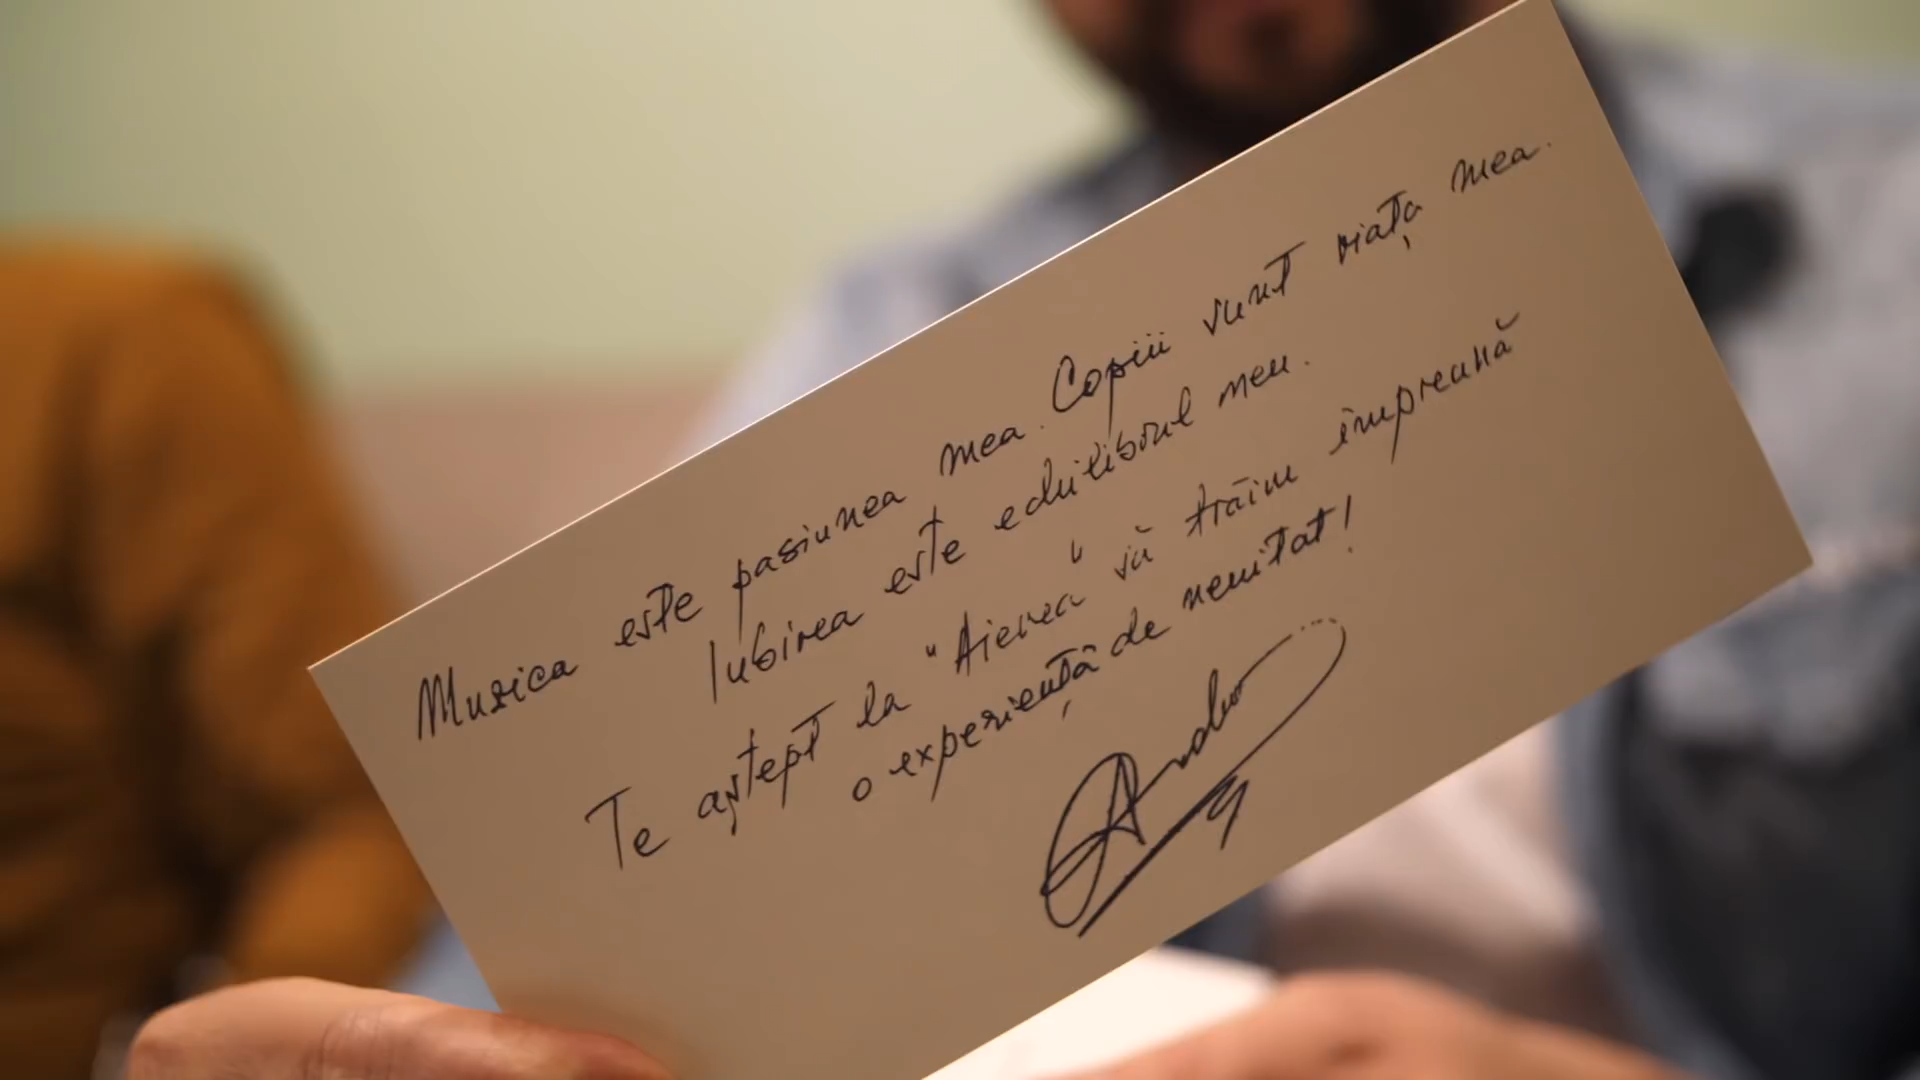 Muzica este pasiunea mea. Copiii sunt viața mea.
Iubirea este echilibrul meu.
Te aștept la "Aievea" să trăim împreună
o experiență de neuitat!